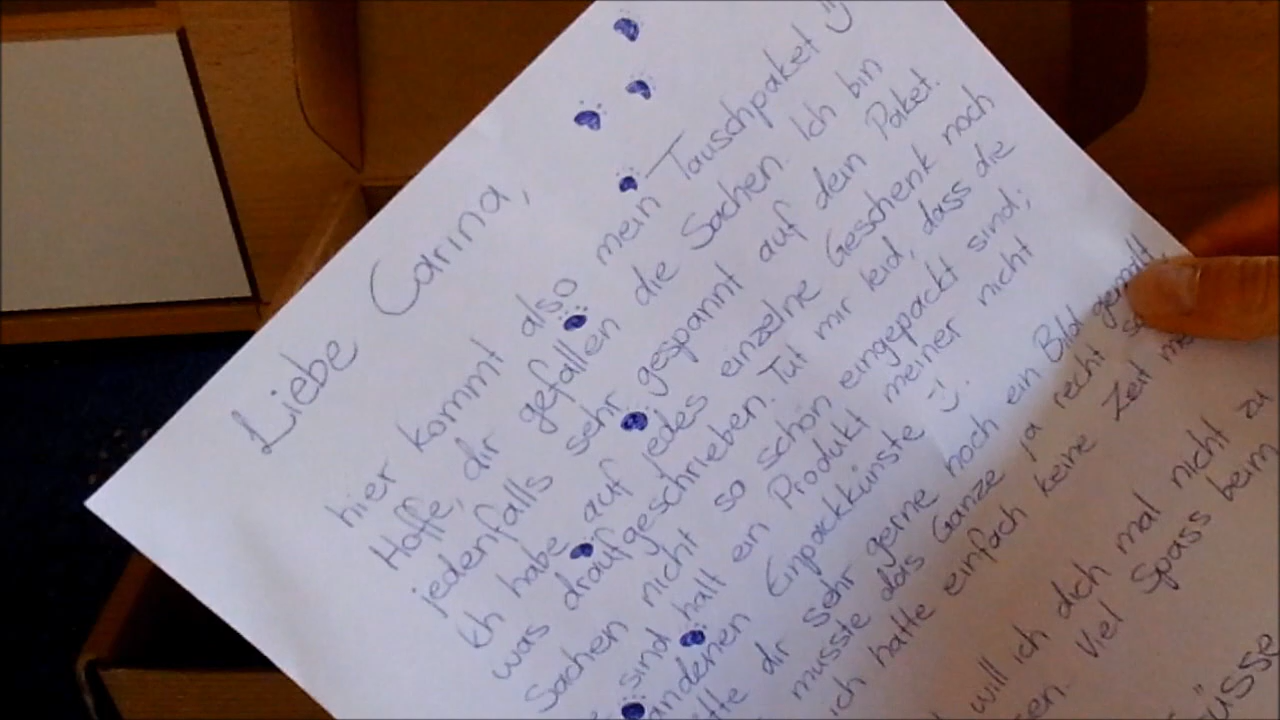 Liebe Carina,
hier kommt also mein Tauschpaket :)
Hoffe, dir gefallen die Sachen. Ich bin
jedenfalls sehr gespannt auf dein Paket.
Ich habe auf jedes einzelne Geschenk noch
was draufgeschrieben. Tut mir leid, dass die
Sachen nicht so schön eingepackt sind;
sind halt ein Produkt meiner nicht
andenen Einpackkünste :).
dir sehr gerne noch ein Bild gemalt
musste das Ganze ja recht
ich hatte einfach keine Zeit
will ich dich mal nicht zu
Viel Spass beim